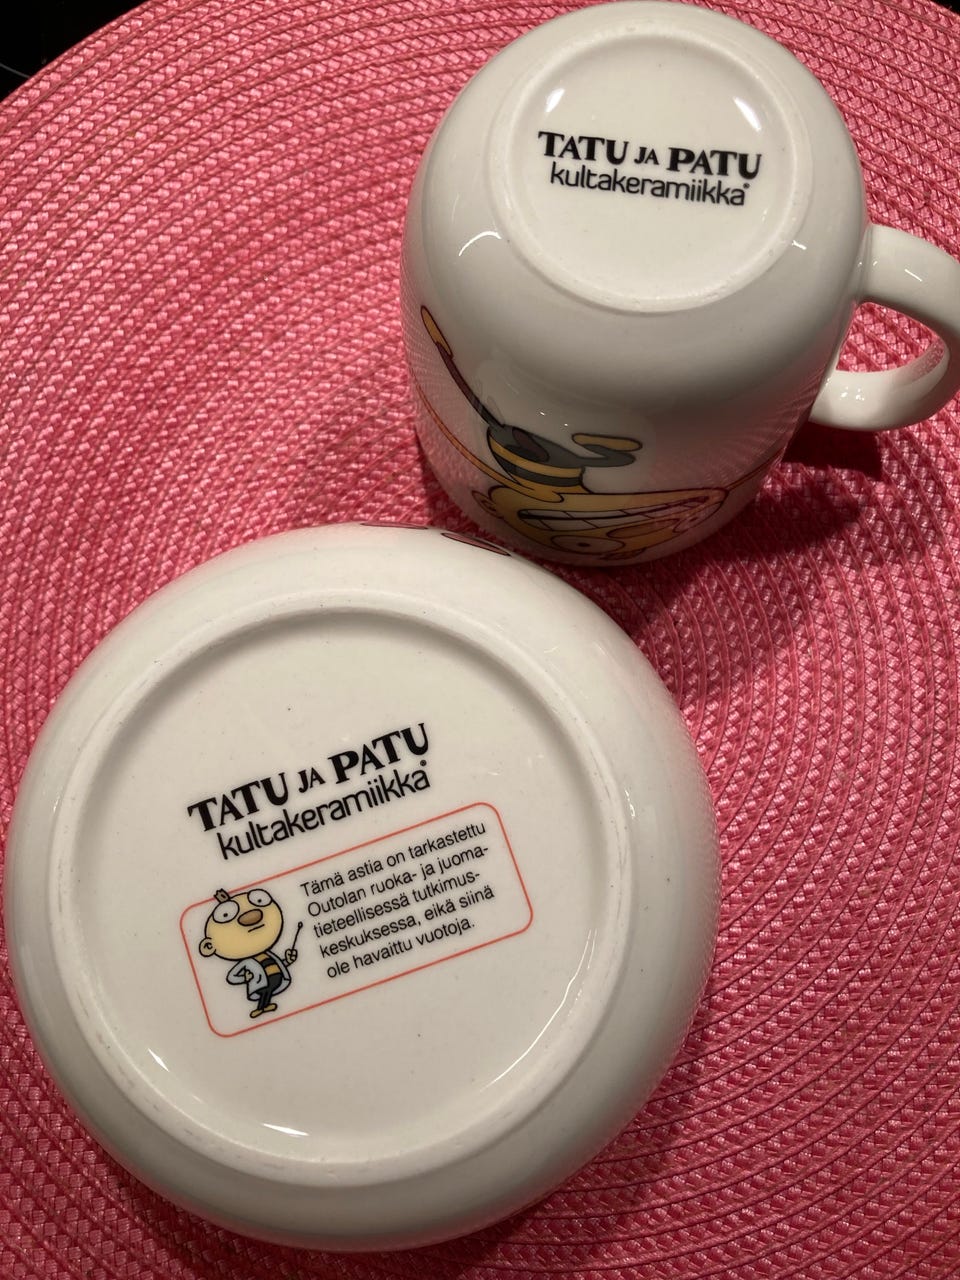 TATU JA PATU
kultakeramiikka®
TATU JA PATU
kultakeramiikka®
Tämä astia on tarkastettu
Outolan ruoka- ja juoma-
tieteellisessä tutkimus-
keskuksessa, eikä siinä
ole havaittu vuotoja.